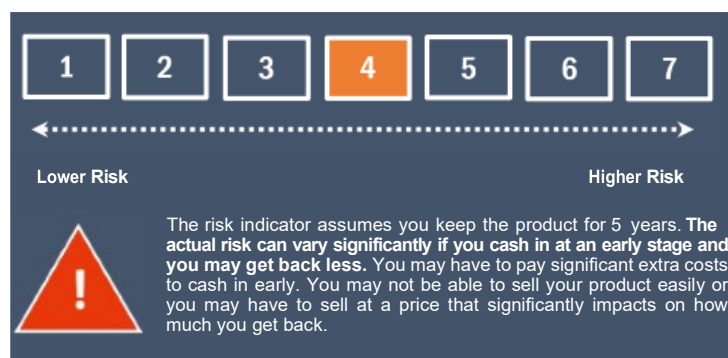 1 2 3 4 5 6 7
Lower Risk Higher Risk
!
The risk indicator assumes you keep the product for 5 years. The
actual risk can vary significantly if you cash in at an early stage and
you may get back less. You may have to pay significant extra costs
to cash in early. You may not be able to sell your product easily or
you may have to sell at a price that significantly impacts on how
much you get back.